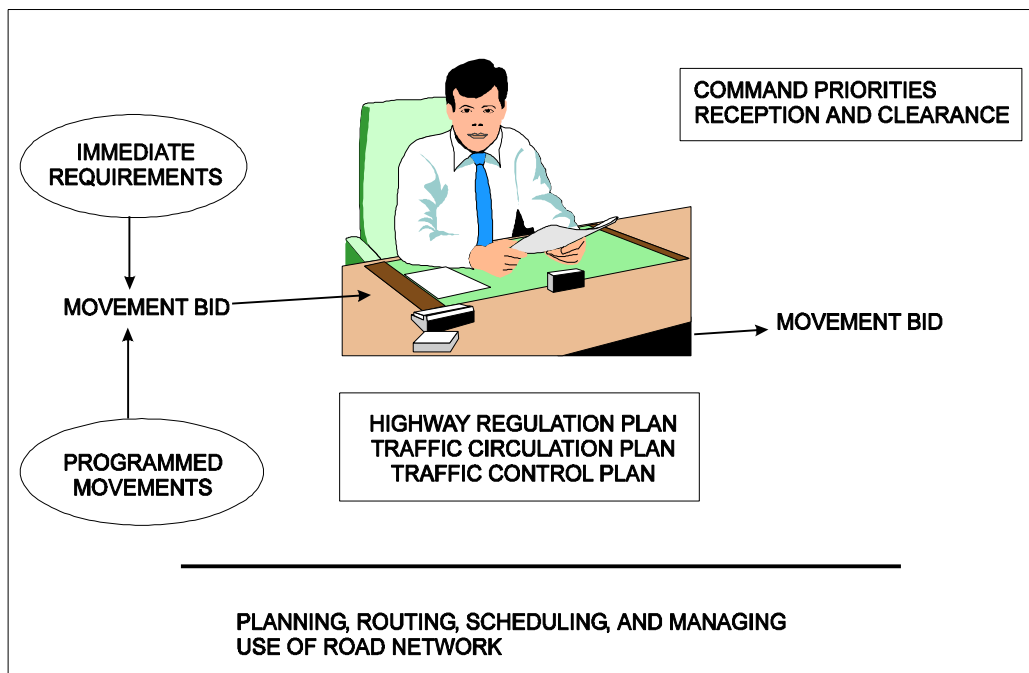 COMMAND PRIORITIES
RECEPTION AND CLEARANCE
IMMEDIATE
REQUIREMENTS
MOVEMENT BID
MOVEMENT BID
PROGRAMMED
MOVEMENTS
HIGHWAY REGULATION PLAN
TRAFFIC CIRCULATION PLAN
TRAFFIC CONTROL PLAN
PLANNING, ROUTING, SCHEDULING, AND MANAGING
USE OF ROAD NETWORK